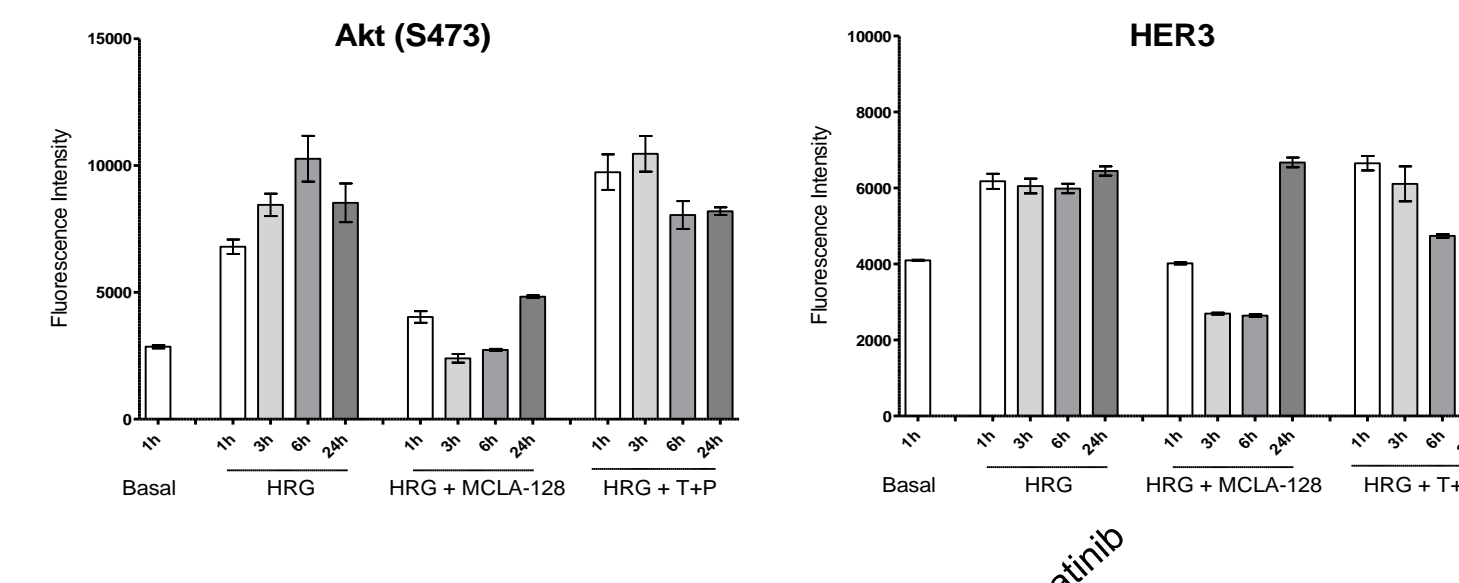 Akt (S473)
Fluorescence Intensity
15000
10000
5000
0
1h 1h 3h 6h 24h 1h 3h 6h 24h 1h 3h 6h 24h
Basal HRG HRG + MCLA-128 HRG + T+P
HER3
Fluorescence Intensity
10000
8000
6000
4000
2000
0
1h 1h 3h 6h 24h 1h 3h 6h 24h 1h 3h 6h
Basal HRG HRG + MCLA-128 HRG + T+
atinib